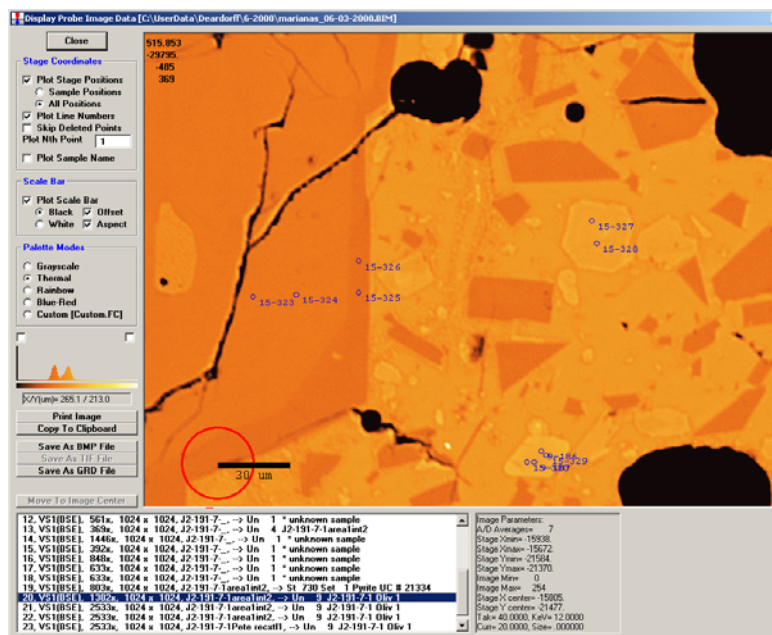 Display Probe Image Data [C:\UserData\Deardorff\6-2000\marianas_06-03-2000.BIM]
Close
Stage Coordinates
Plot Stage Positions
Sample Positions
All Positions
Plot Line Numbers
Skip Deleted Points
Plot Nth Point 1
Plot Sample Name
Scale Bar
Plot Scale Bar
Black Offset
White Aspect
Palette Modes
Grayscale
Thermal
Rainbow
Blue-Red
Custom [Custom.FC]
X/Y(um)= 265.1 / 213.0
Print Image
Copy To Clipboard
Save As BMP File
Save As TIF File
Save As GRD File
Move To Image Center
515.853
-29795.
-485
369
15-327
15-328
15-326
15-323
15-324
15-325
15-329
30 um
12, VS1(BSE), 561x, 1024 x 1024, J2-191-7-_, --> Un 1 * unknown sample
13, VS1(BSE), 369x, 1024 x 1024, J2-191-7-_, --> Un 4 J2-191-7-1area1int2
14, VS1(BSE), 1446x, 1024 x 1024, J2-191-7-_, --> Un 1 * unknown sample
15, VS1(BSE), 392x, 1024 x 1024, J2-191-7-_, --> Un 1 * unknown sample
16, VS1(BSE), 848x, 1024 x 1024, J2-191-7-_, --> Un 1 * unknown sample
17, VS1(BSE), 633x, 1024 x 1024, J2-191-7-_, --> Un 1 * unknown sample
18, VS1(BSE), 633x, 1024 x 1024, J2-191-7-_, --> Un 1 * unknown sample
19, VS1(BSE), 803x, 1024 x 1024, J2-191-7-1area1int2, --> St 730 Set 1 Pyrite UC # 21334
20, VS1(BSE), 1382x, 1024 x 1024, J2-191-7-1area1int2, --> Un 9 J2-191-7-1 Oliv 1
21, VS1(BSE), 2533x, 1024 x 1024, J2-191-7-1area1int2, --> Un 9 J2-191-7-1 Oliv 1
22, VS1(BSE), 2533x, 1024 x 1024, J2-191-7-1area1int2, --> Un 9 J2-191-7-1 Oliv 1
23, VS1(BSE), 2533x, 1024 x 1024, J2-191-7-1Pete recxtl1, --> Un 9 J2-191-7-1 Oliv 1
Image Parameters:
A/D Averages= 7
Stage Xmin= -15938.
Stage Xmax= -15672.
Stage Ymin= -21584.
Stage Ymax= -21370.
Image Min= 0
Image Max= 254
Stage X center= -15805.
Stage Y center= -21477.
Tak= 40.0000, KeV= 12.0000
Curr= 20.0000, Size= .000000